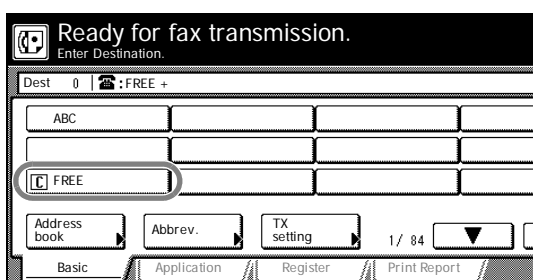 Ready for fax transmission.
Enter Destination.
Dest 0 ☎:FREE +
ABC
C FREE
Address book
Abbrev.
TX setting
1/ 84
Basic Application Register Print Report